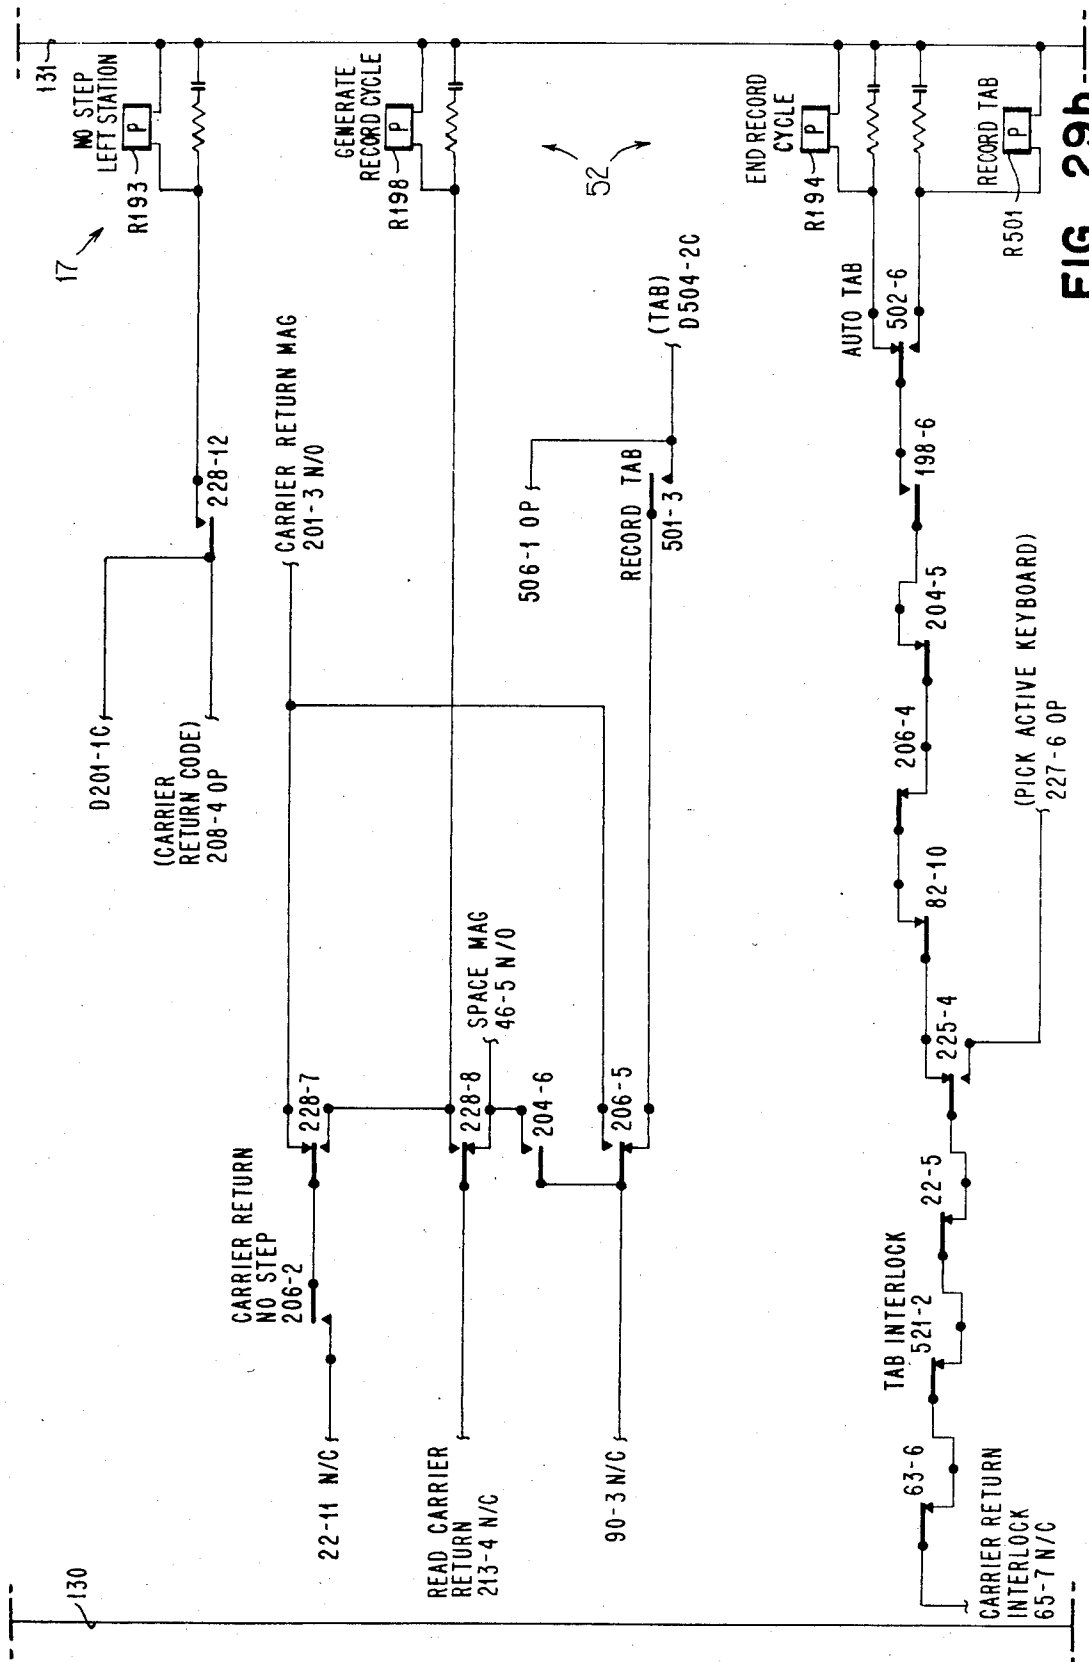 130
131
17
NO STEP
LEFT STATION
P
R193
D201-1C
(CARRIER
RETURN CODE)
208-4 OP
228-12
CARRIER RETURN
NO STEP
206-2
22-11 N/C
228-7
CARRIER RETURN MAG
201-3 N/O
GENERATE
RECORD CYCLE
P
R198
READ CARRIER
RETURN
213-4 N/C
228-8
SPACE MAG
46-5 N/O
204-6
52
90-3 N/C
206-5
506-1 OP
RECORD TAB
501-3
(TAB)
D504-2C
END RECORD
CYCLE
P
R194
AUTO TAB
502-6
CARRIER RETURN
INTERLOCK
65-7 N/C
63-6
TAB INTERLOCK
521-2
22-5
225-4
82-10
206-4
204-5
198-6
(PICK ACTIVE KEYBOARD)
227-6 OP
RECORD TAB
P
R501
FIG 29b